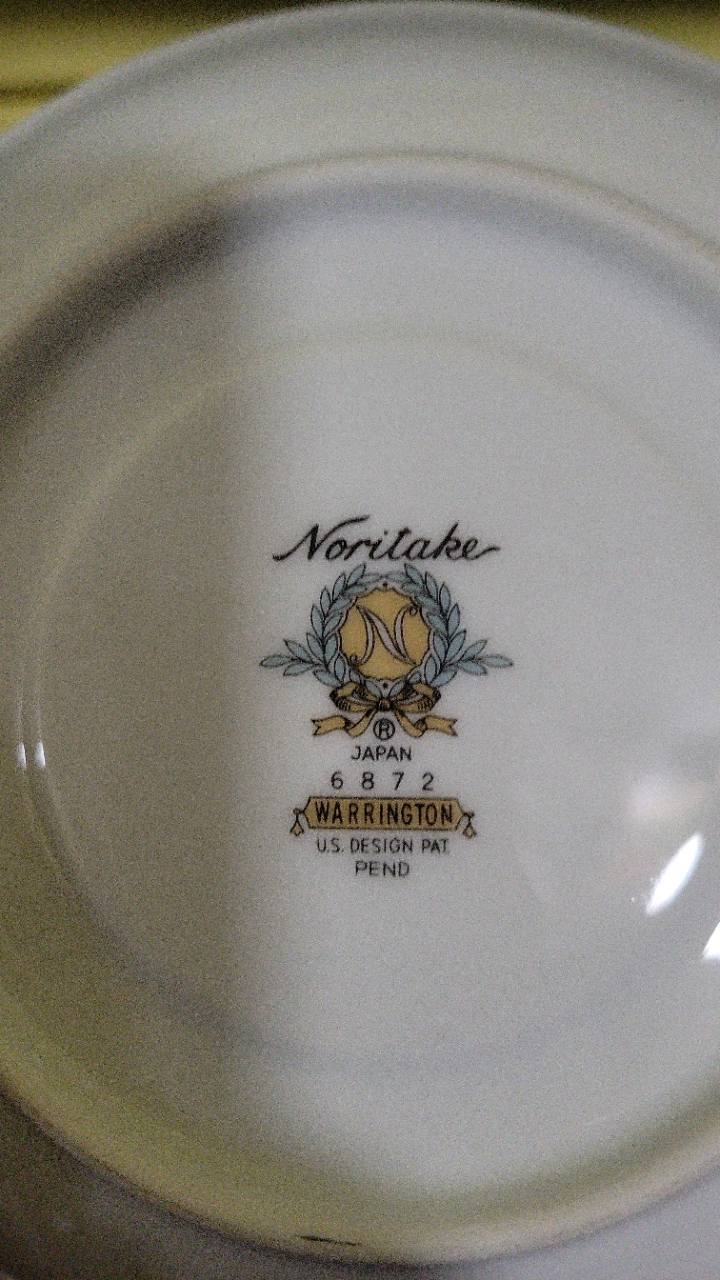 Noritake
N
®
JAPAN
6872
WARRINGTON
U.S. DESIGN PAT.
PEND